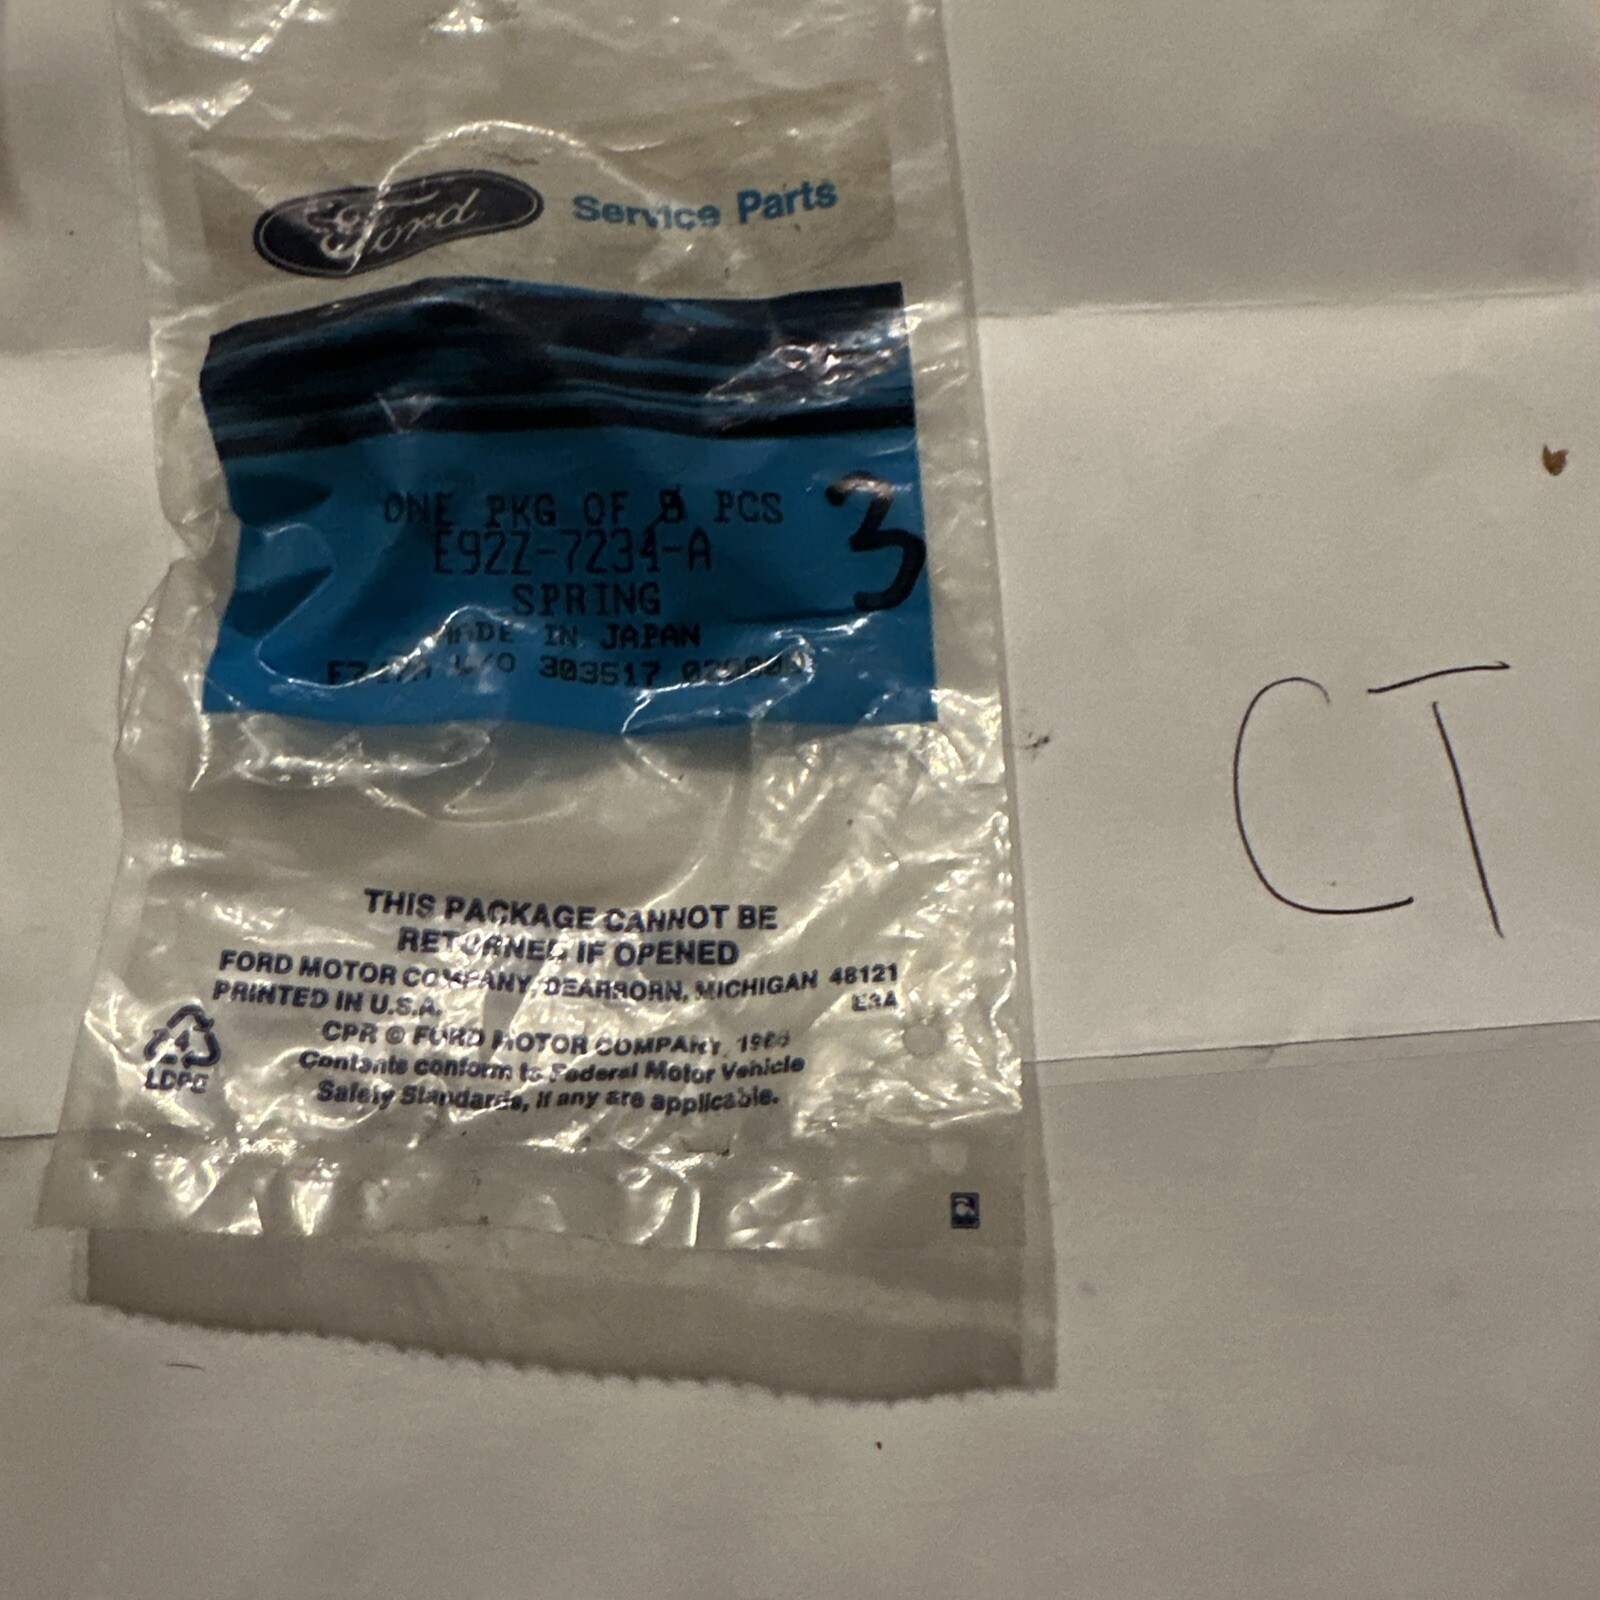 Ford Service Parts
ONE PKG OF 5 PCS
3
E92Z-7234-A
SPRING
MADE IN JAPAN
W/O 303517
THIS PACKAGE CANNOT BE
RETURNED IF OPENED
FORD MOTOR COMPANY, DEARBORN, MICHIGAN 48121
PRINTED IN U.S.A.
CPR © FORD MOTOR COMPANY,
Contents conform to Federal Motor Vehicle
Safety Standards, if any are applicable.
4
LDPE
CT